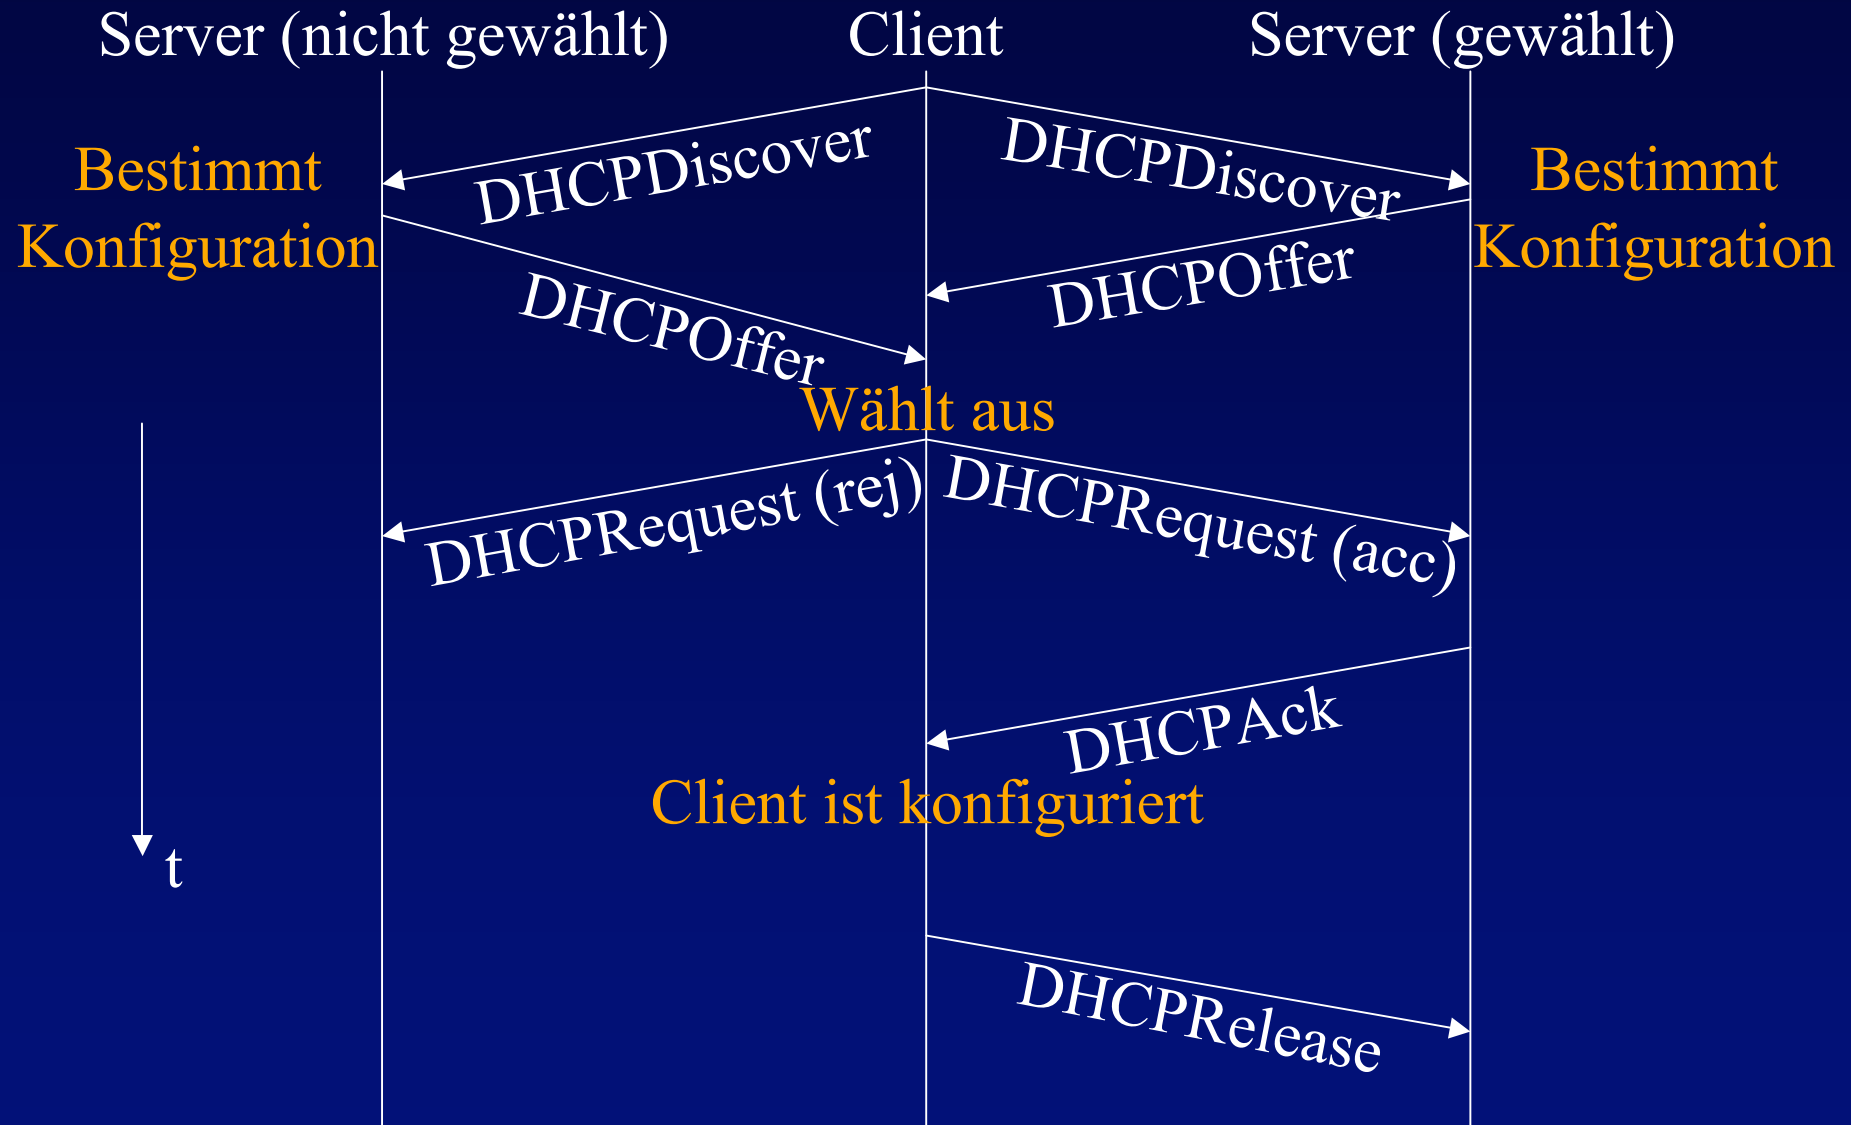 Server (nicht gewählt)
Client
Server (gewählt)
DHCPDiscover
DHCPDiscover
Bestimmt
Konfiguration
Bestimmt
Konfiguration
DHCPOffer
DHCPOffer
Wählt aus
DHCPRequest (rej)
DHCPRequest (acc)
DHCPAck
Client ist konfiguriert
t
DHCPRelease